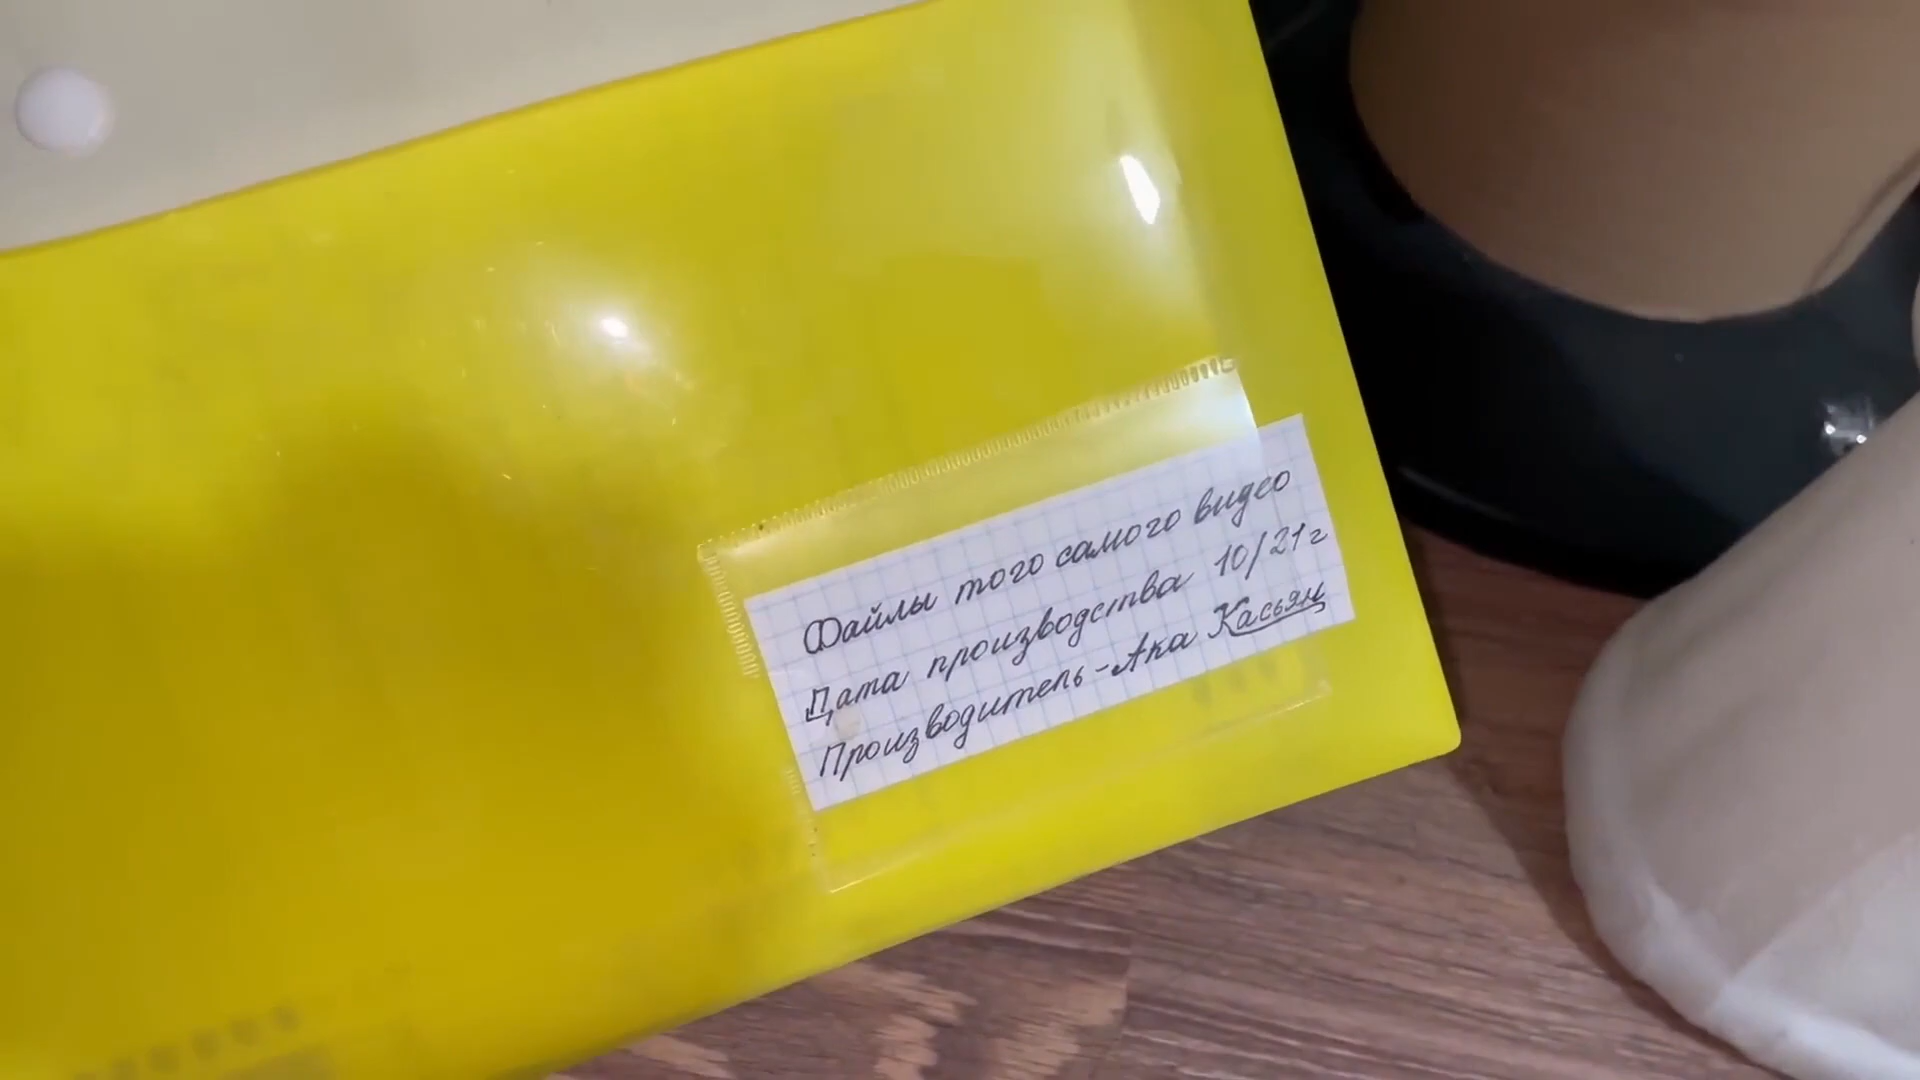 Файлы того самого видео
Дата производства 10/21г
Производитель - Ака Касьян